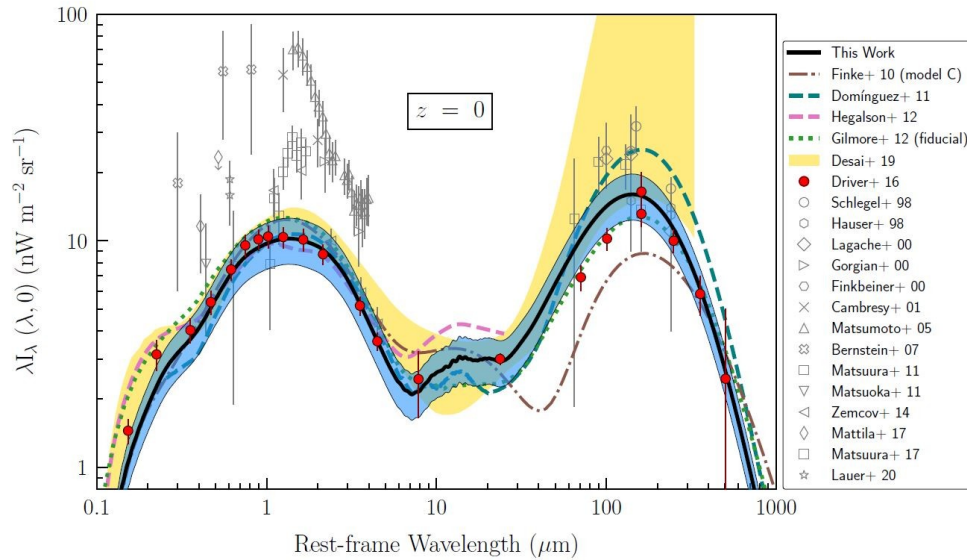 100
10
1
λI_λ (λ, 0) (nW m⁻² sr⁻¹)
z = 0
0.1
1
10
100
1000
Rest-frame Wavelength (μm)
This Work
Finke+ 10 (model C)
Domínguez+ 11
Hegalson+ 12
Gilmore+ 12 (fiducial)
Desai+ 19
Driver+ 16
Schlegel+ 98
Hauser+ 98
Lagache+ 00
Gorgian+ 00
Finkbeiner+ 00
Cambresy+ 01
Matsumoto+ 05
Bernstein+ 07
Matsuura+ 11
Matsuoka+ 11
Zemcov+ 14
Mattila+ 17
Matsuura+ 17
Lauer+ 20